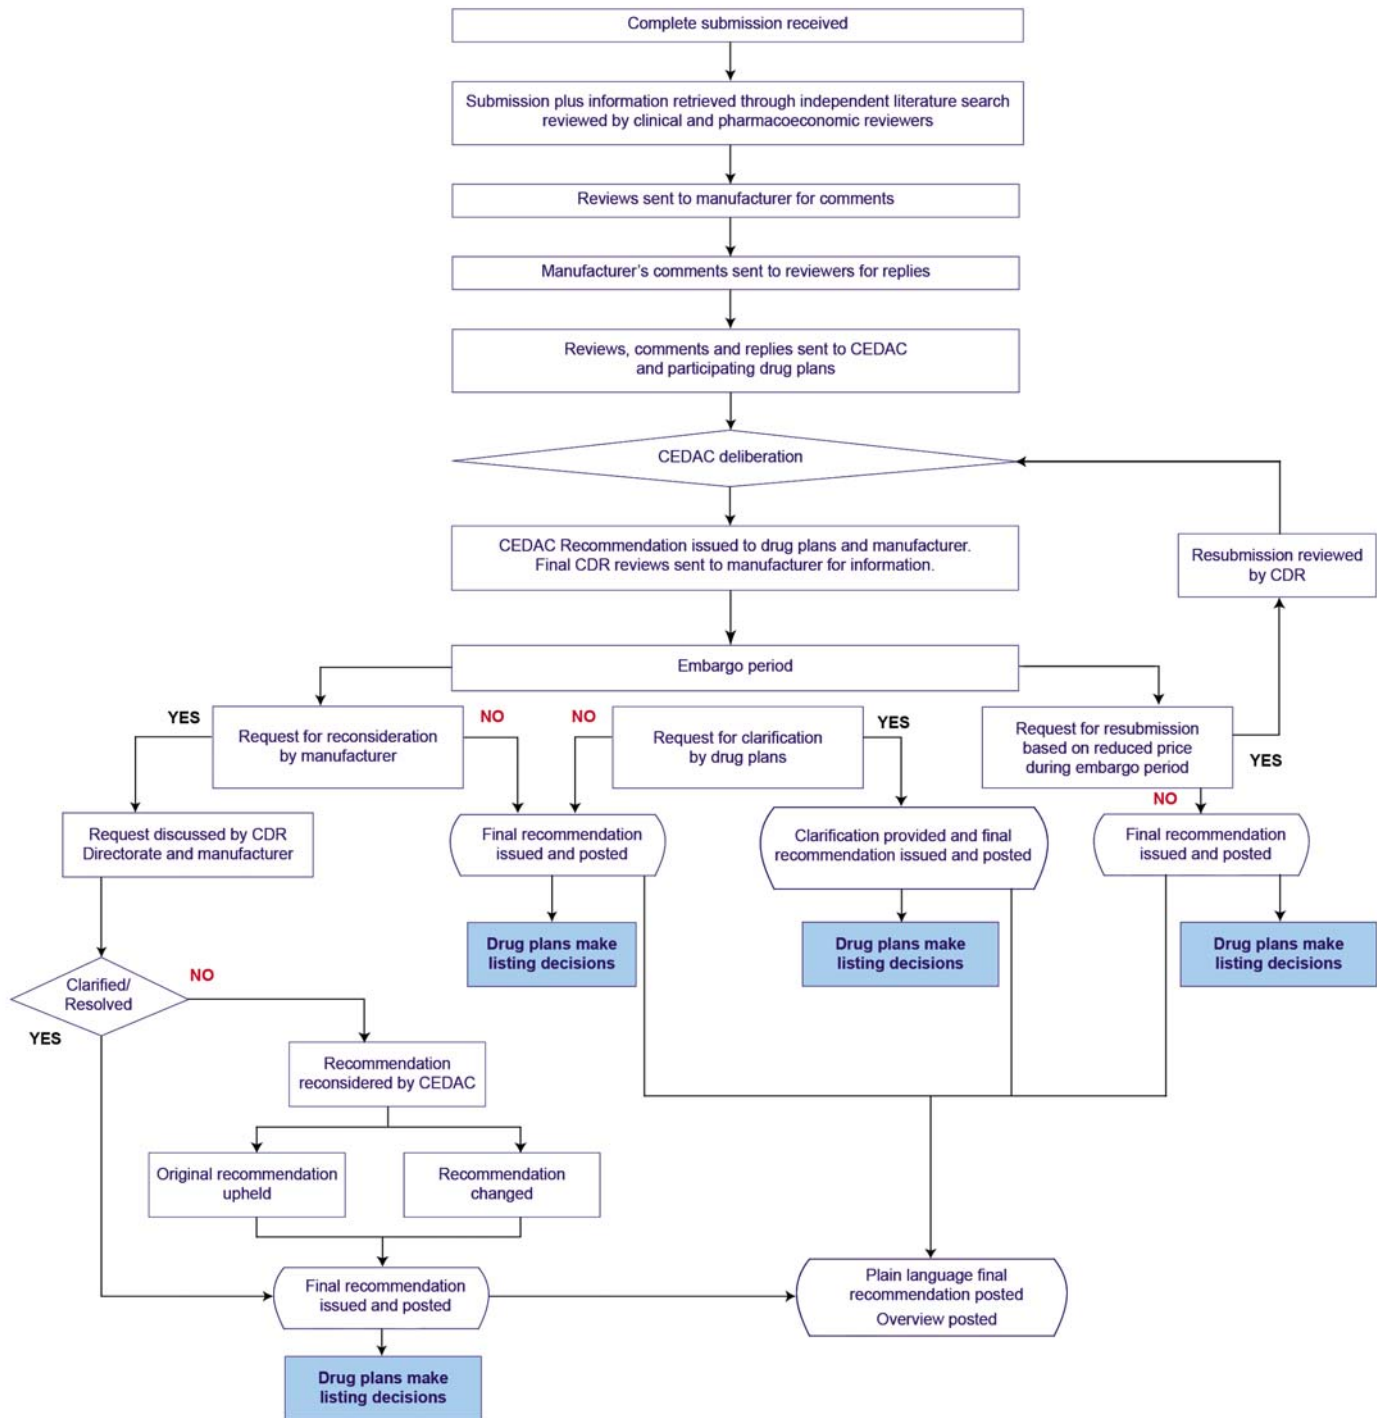 Complete submission received
Submission plus information retrieved through independent literature search
reviewed by clinical and pharmacoeconomic reviewers
Reviews sent to manufacturer for comments
Manufacturer's comments sent to reviewers for replies
Reviews, comments and replies sent to CEDAC
and participating drug plans
CEDAC deliberation
CEDAC Recommendation issued to drug plans and manufacturer.
Final CDR reviews sent to manufacturer for information.
Resubmission reviewed
by CDR
Embargo period
YES
Request for reconsideration
by manufacturer
NO
NO
Request for clarification
by drug plans
YES
Request for resubmission
based on reduced price
during embargo period
YES
NO
Request discussed by CDR
Directorate and manufacturer
Final recommendation
issued and posted
Clarification provided and final
recommendation issued and posted
Final recommendation
issued and posted
Drug plans make
listing decisions
Drug plans make
listing decisions
Drug plans make
listing decisions
Clarified/
Resolved
NO
YES
Recommendation
reconsidered by CEDAC
Original recommendation
upheld
Recommendation
changed
Final recommendation
issued and posted
Plain language final
recommendation posted
Overview posted
Drug plans make
listing decisions